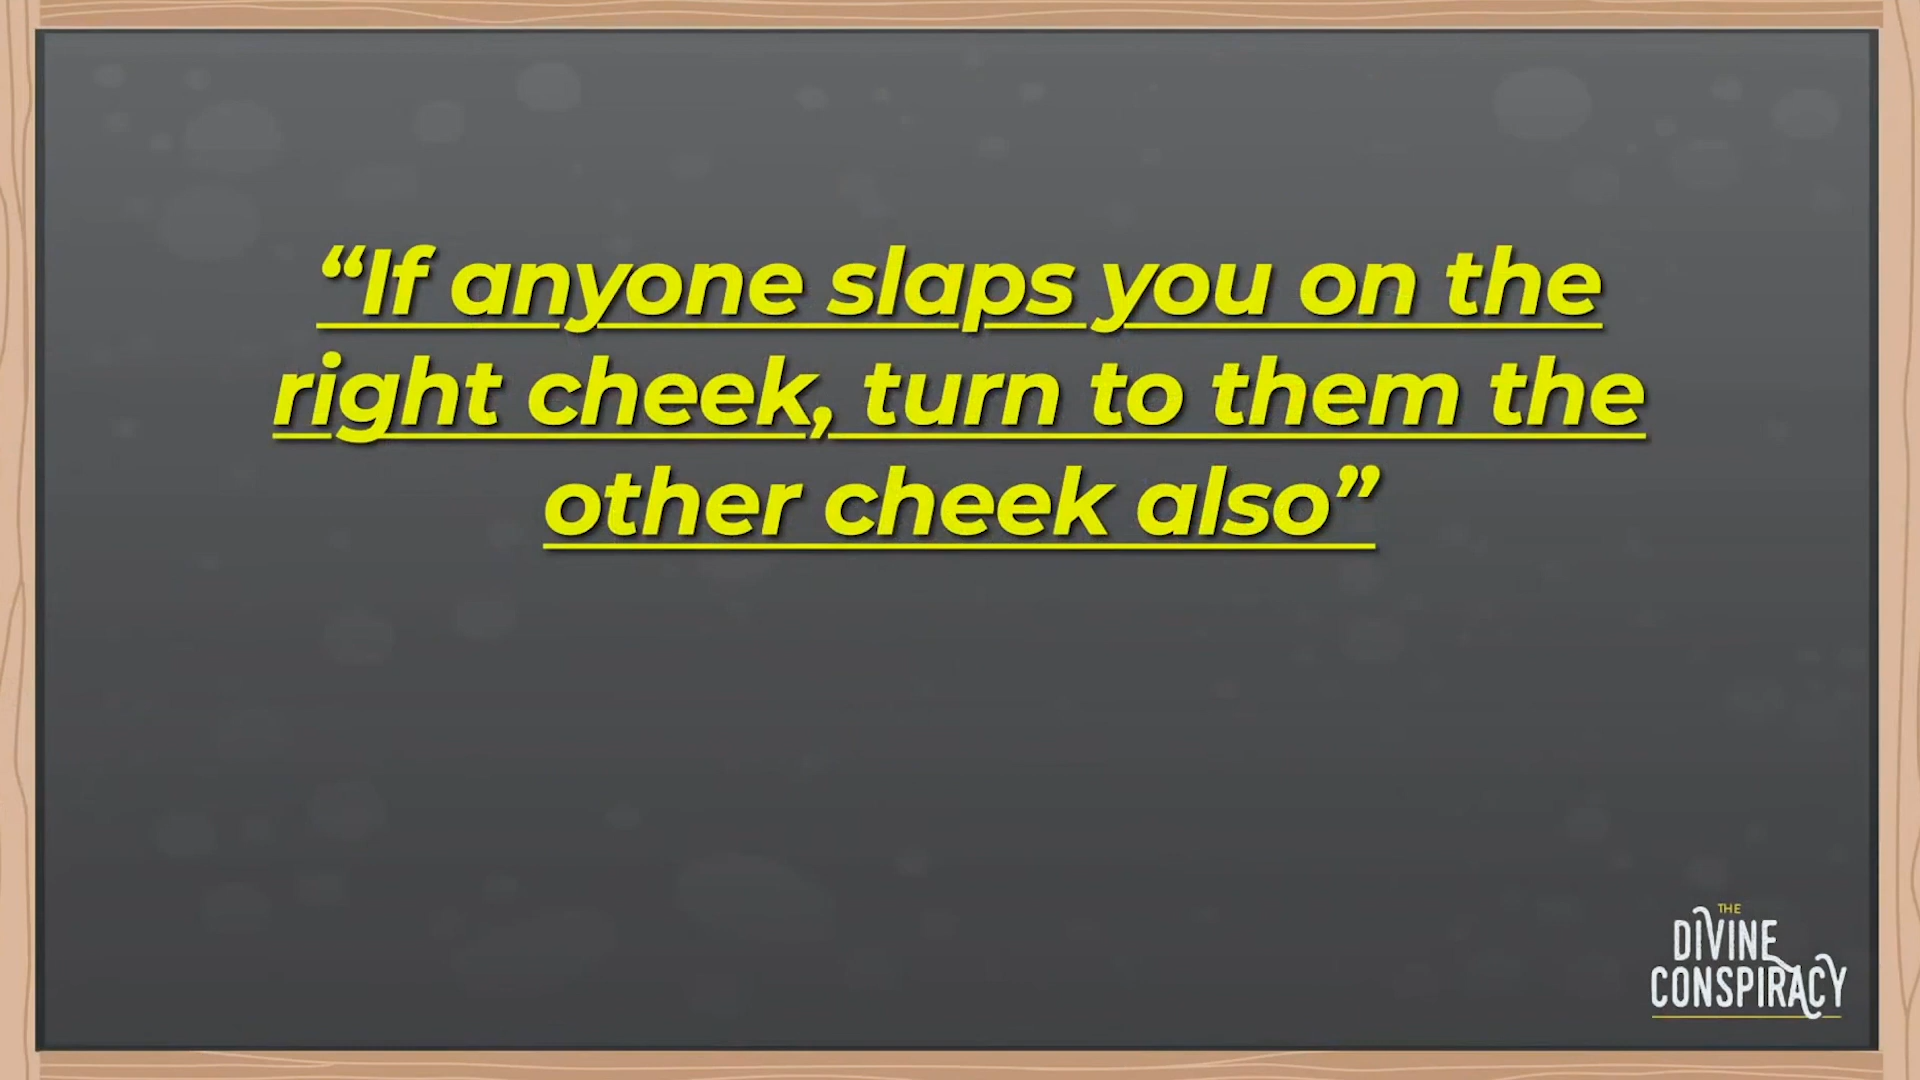 “If anyone slaps you on the
right cheek, turn to them the
other cheek also”
THE
DIVINE
CONSPIRACY